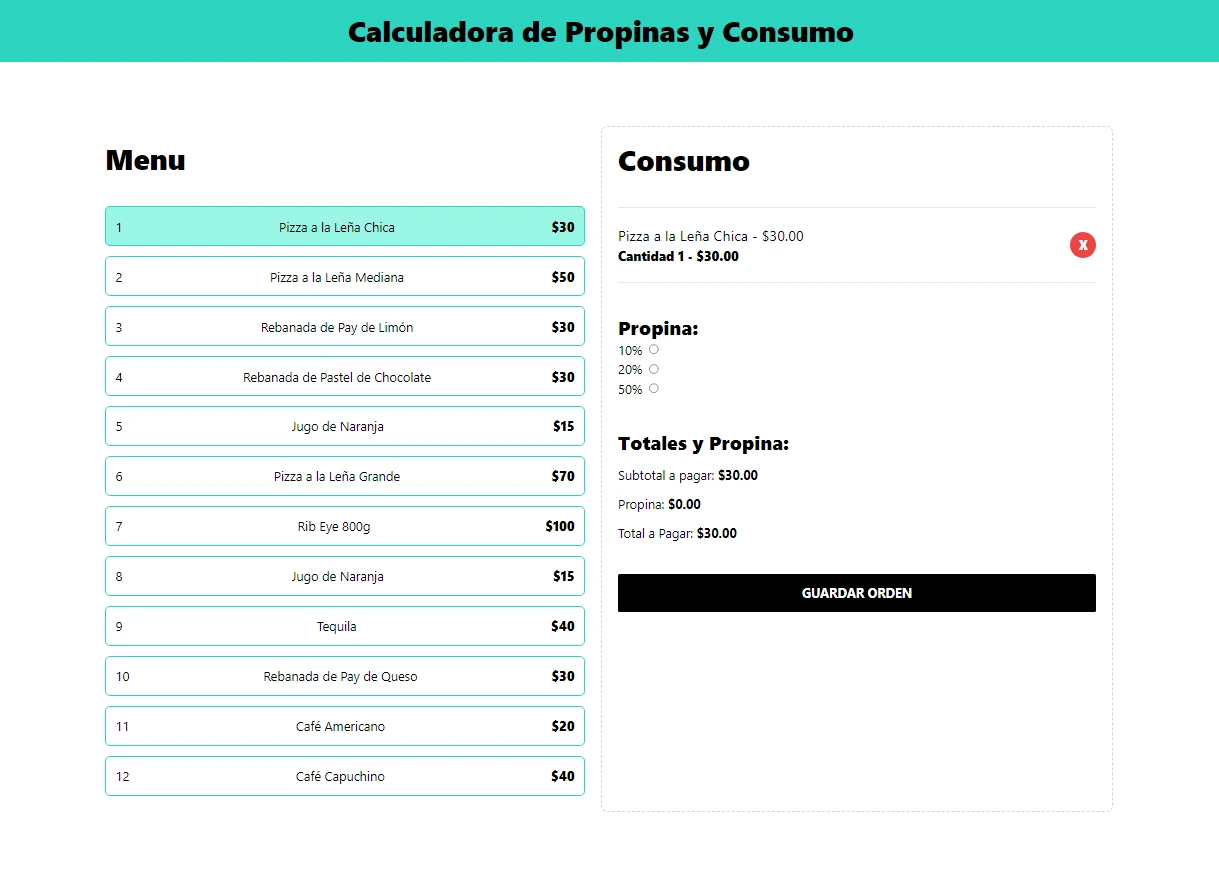 Calculadora de Propinas y Consumo
Menu
1 Pizza a la Leña Chica $30
2 Pizza a la Leña Mediana $50
3 Rebanada de Pay de Limón $30
4 Rebanada de Pastel de Chocolate $30
5 Jugo de Naranja $15
6 Pizza a la Leña Grande $70
7 Rib Eye 800g $100
8 Jugo de Naranja $15
9 Tequila $40
10 Rebanada de Pay de Queso $30
11 Café Americano $20
12 Café Capuchino $40
Consumo
Pizza a la Leña Chica - $30.00
Cantidad 1 - $30.00
X
Propina:
10%
20%
50%
Totales y Propina:
Subtotal a pagar: $30.00
Propina: $0.00
Total a Pagar: $30.00
GUARDAR ORDEN